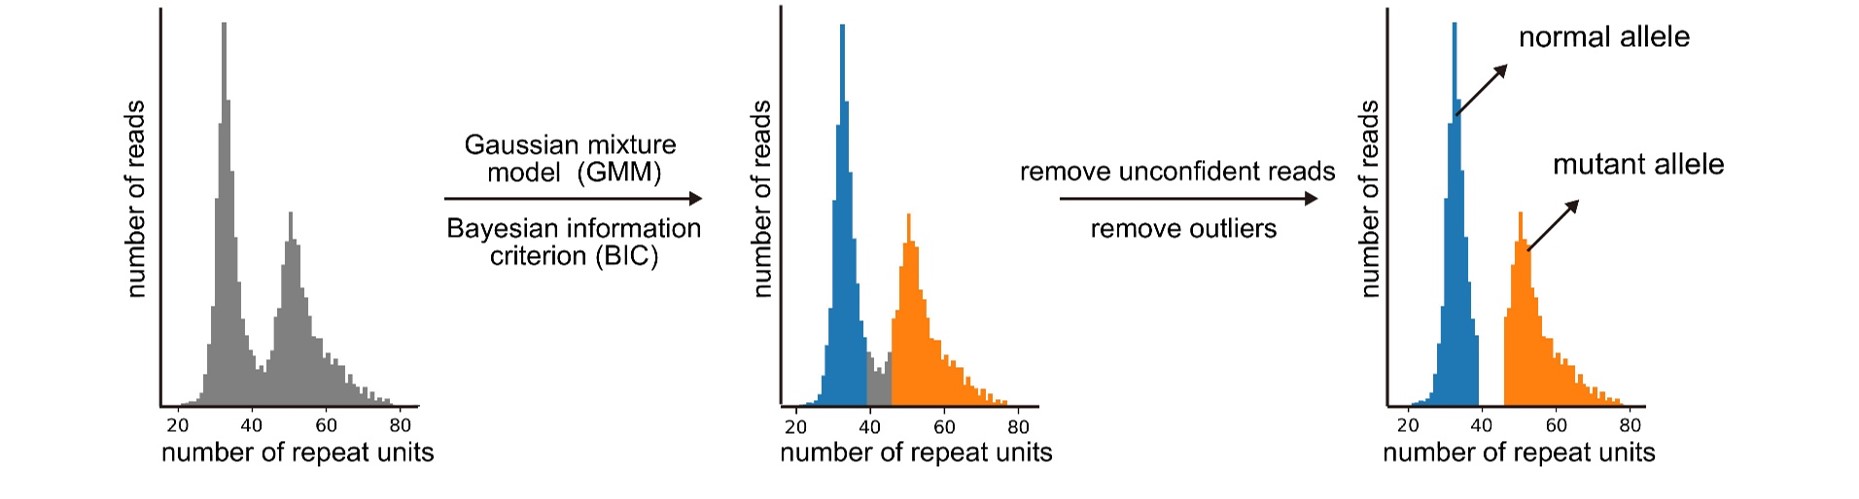 number of reads
20 40 60 80
number of repeat units
Gaussian mixture
model (GMM)
Bayesian information
criterion (BIC)
number of reads
20 40 60 80
number of repeat units
remove unconfident reads
remove outliers
number of reads
20 40 60 80
number of repeat units
normal allele
mutant allele